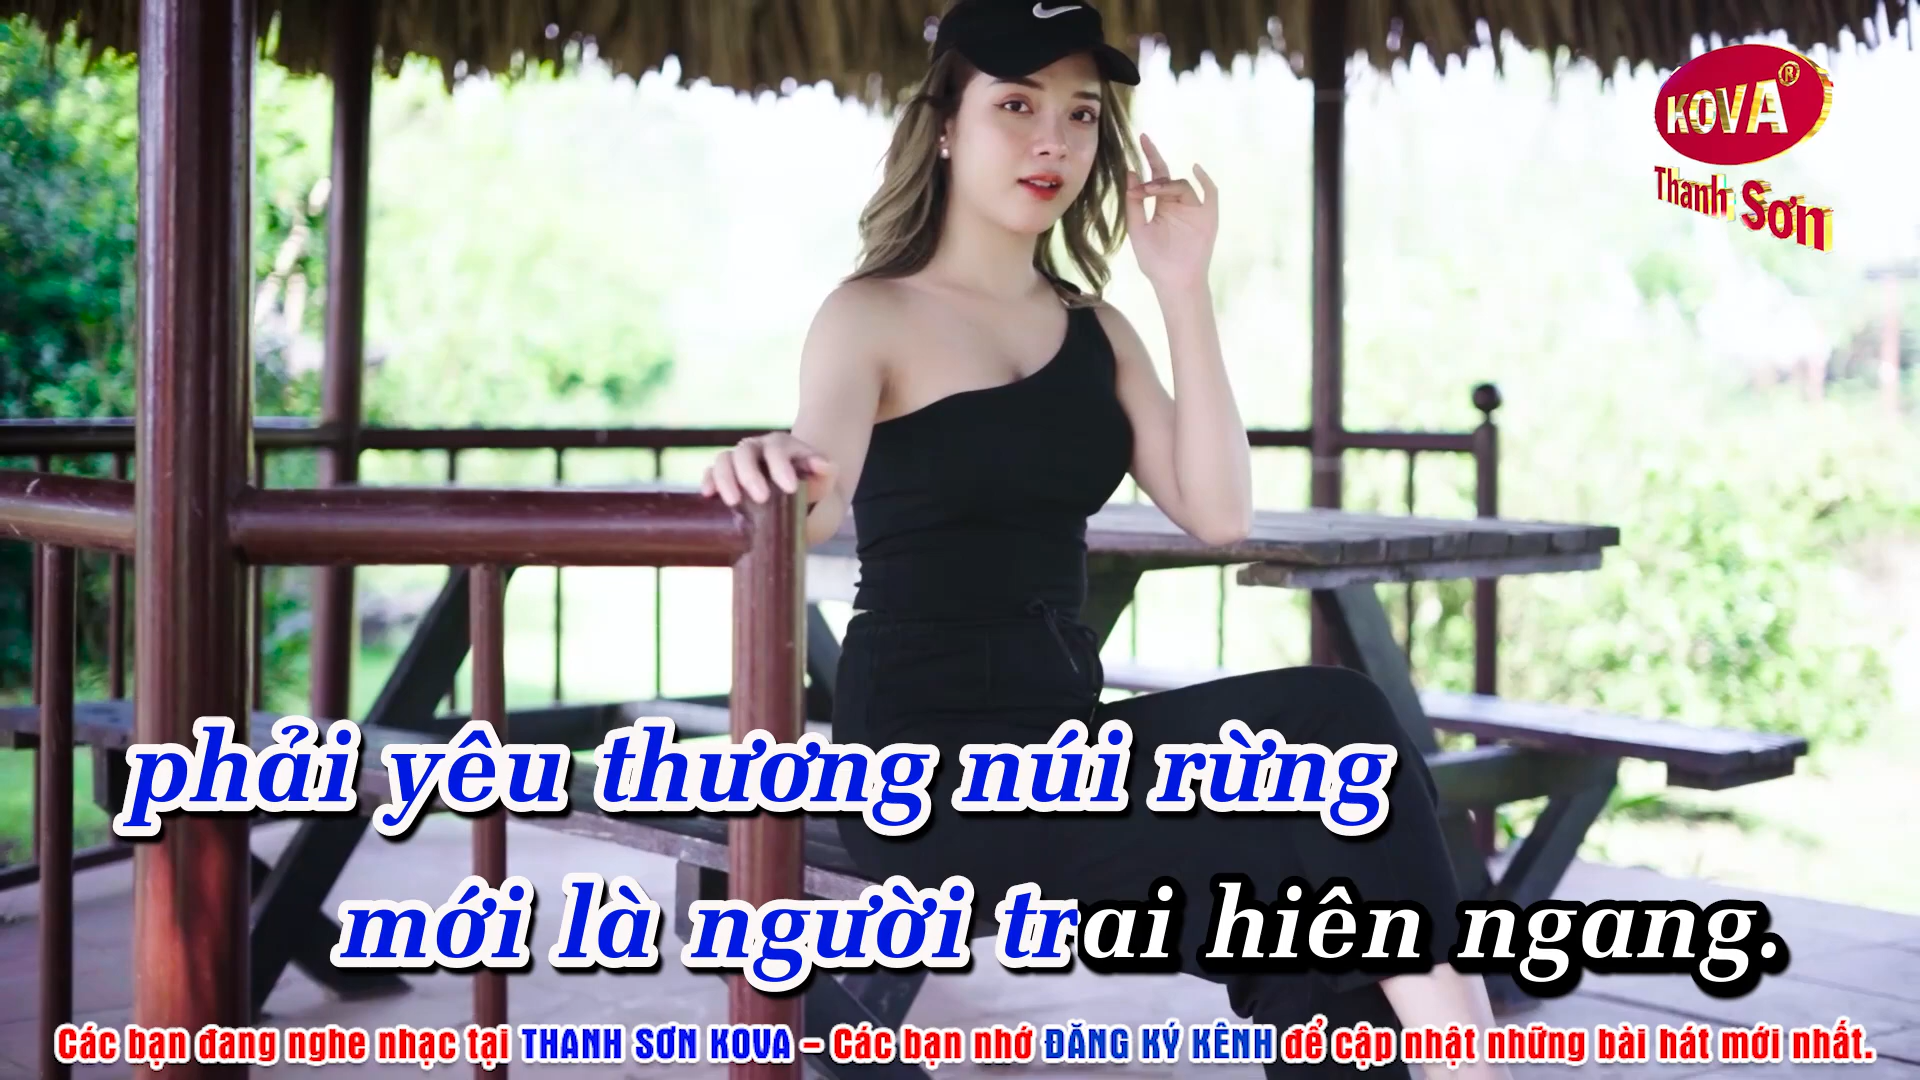 KOVA®
Thanh Sơn
phải yêu thương núi rừng
mới là người trai hiên ngang.
Các bạn đang nghe nhạc tại THANH SƠN KOVA – Các bạn nhớ ĐĂNG KÝ KÊNH để cập nhật những bài hát mới nhất.